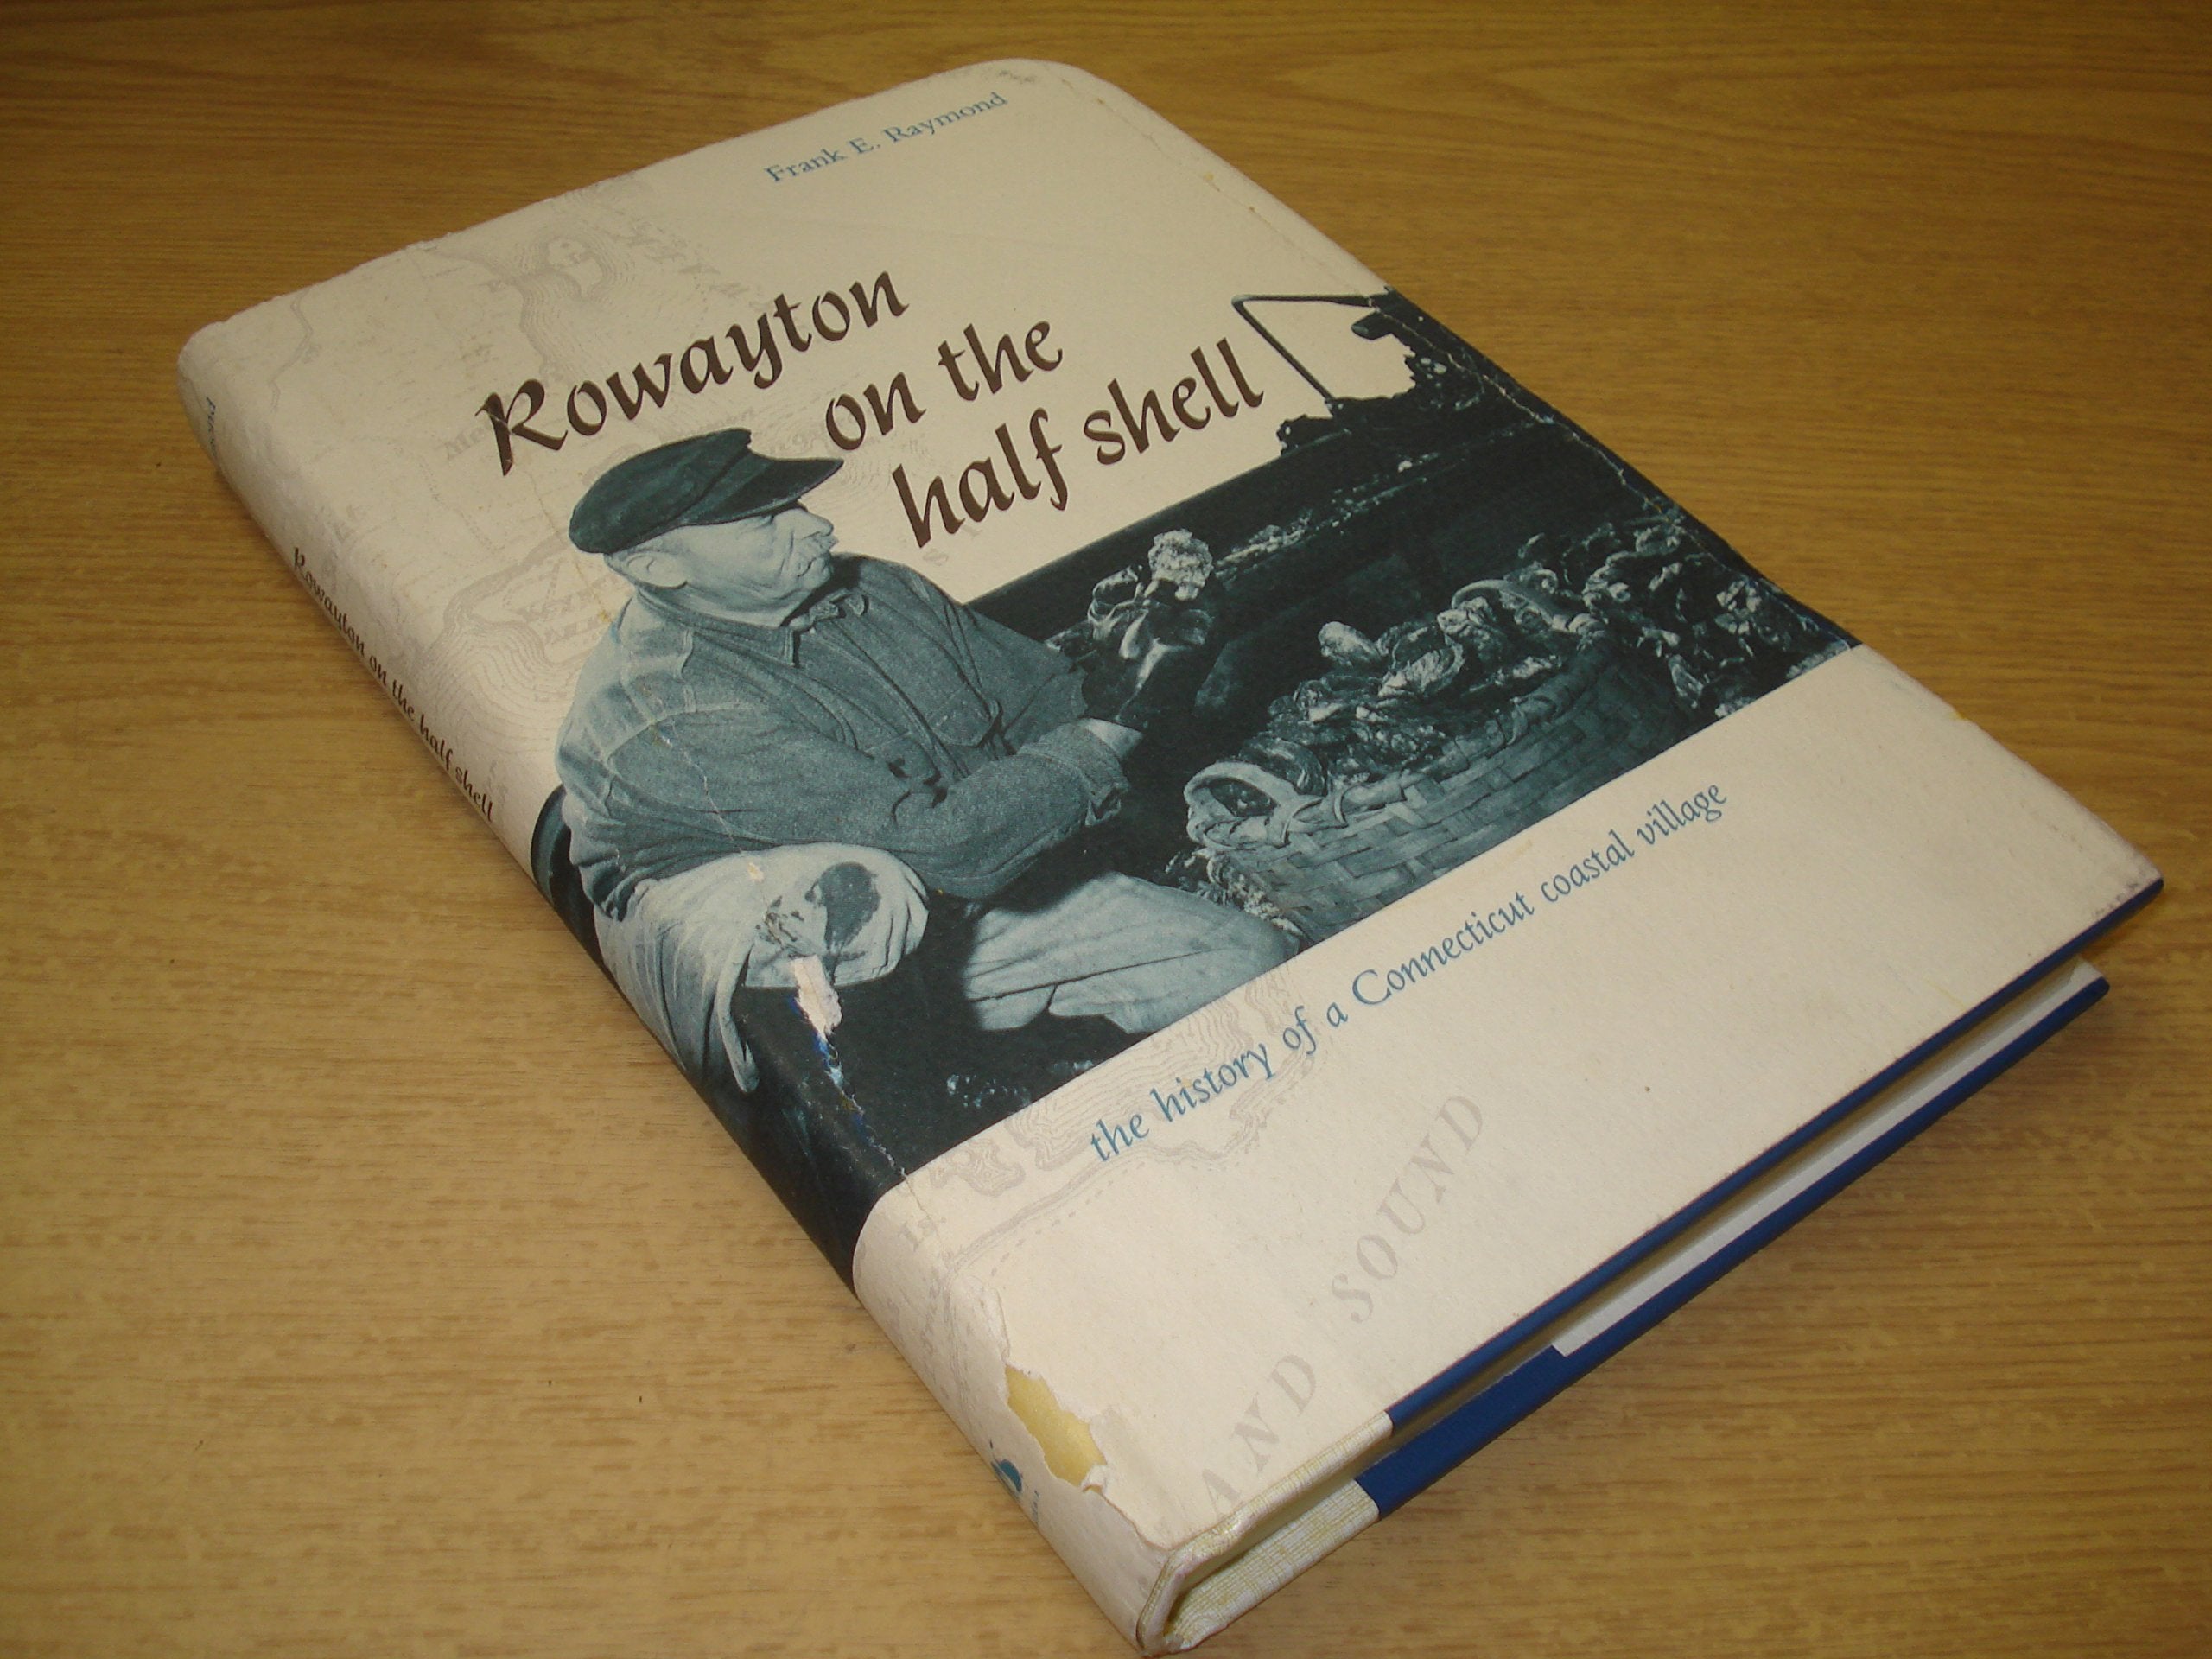 Frank E. Raymond
Rowayton
on the
half shell
the history of a Connecticut coastal village
AND SOUND
Is.
Rowayton on the half shell